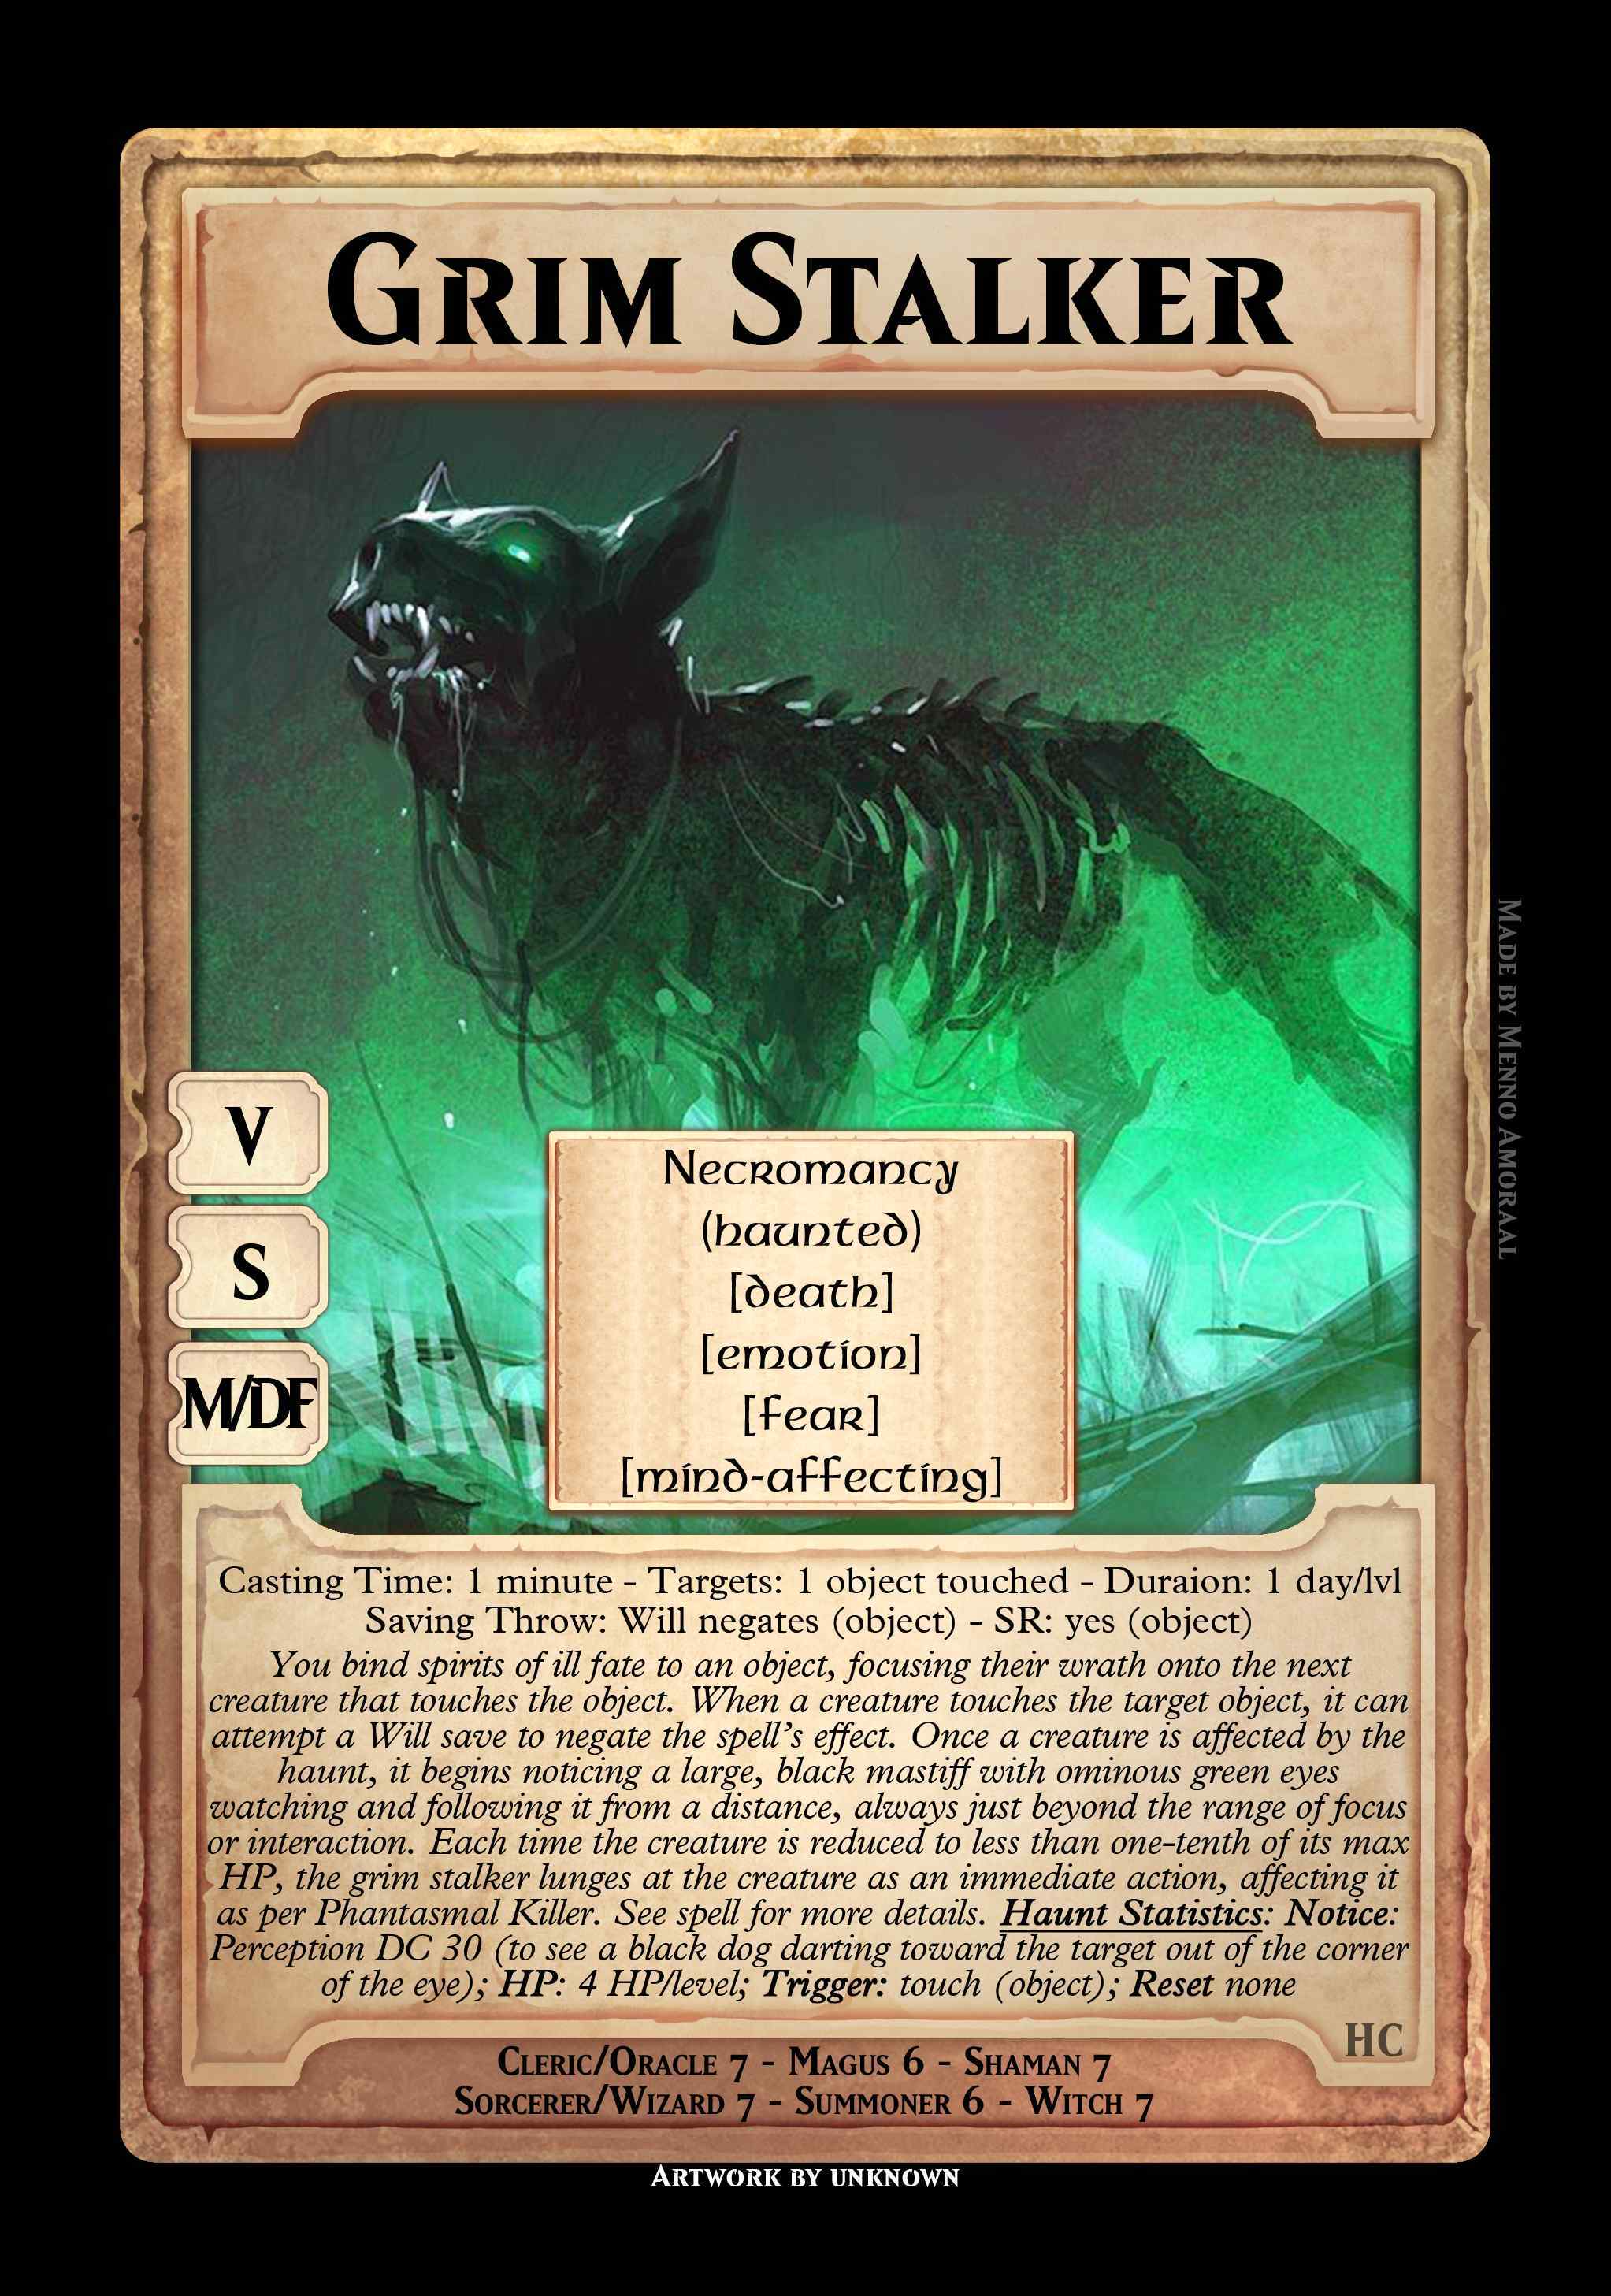 Grim Stalker
V
S
M/DF
Necromancy
(haunted)
[death]
[emotion]
[fear]
[mind-affecting]
Casting Time: 1 minute - Targets: 1 object touched - Duraion: 1 day/lvl
Saving Throw: Will negates (object) - SR: yes (object)
You bind spirits of ill fate to an object, focusing their wrath onto the next
creature that touches the object. When a creature touches the target object, it can
attempt a Will save to negate the spell's effect. Once a creature is affected by the
haunt, it begins noticing a large, black mastiff with ominous green eyes
watching and following it from a distance, always just beyond the range of focus
or interaction. Each time the creature is reduced to less than one-tenth of its max
HP, the grim stalker lunges at the creature as an immediate action, affecting it
as per Phantasmal Killer. See spell for more details. Haunt Statistics: Notice:
Perception DC 30 (to see a black dog darting toward the target out of the corner
of the eye); HP: 4 HP/level; Trigger: touch (object); Reset none
HC
Cleric/Oracle 7 - Magus 6 - Shaman 7
Sorcerer/Wizard 7 - Summoner 6 - Witch 7
Artwork by unknown
Made by Menno Amoraal